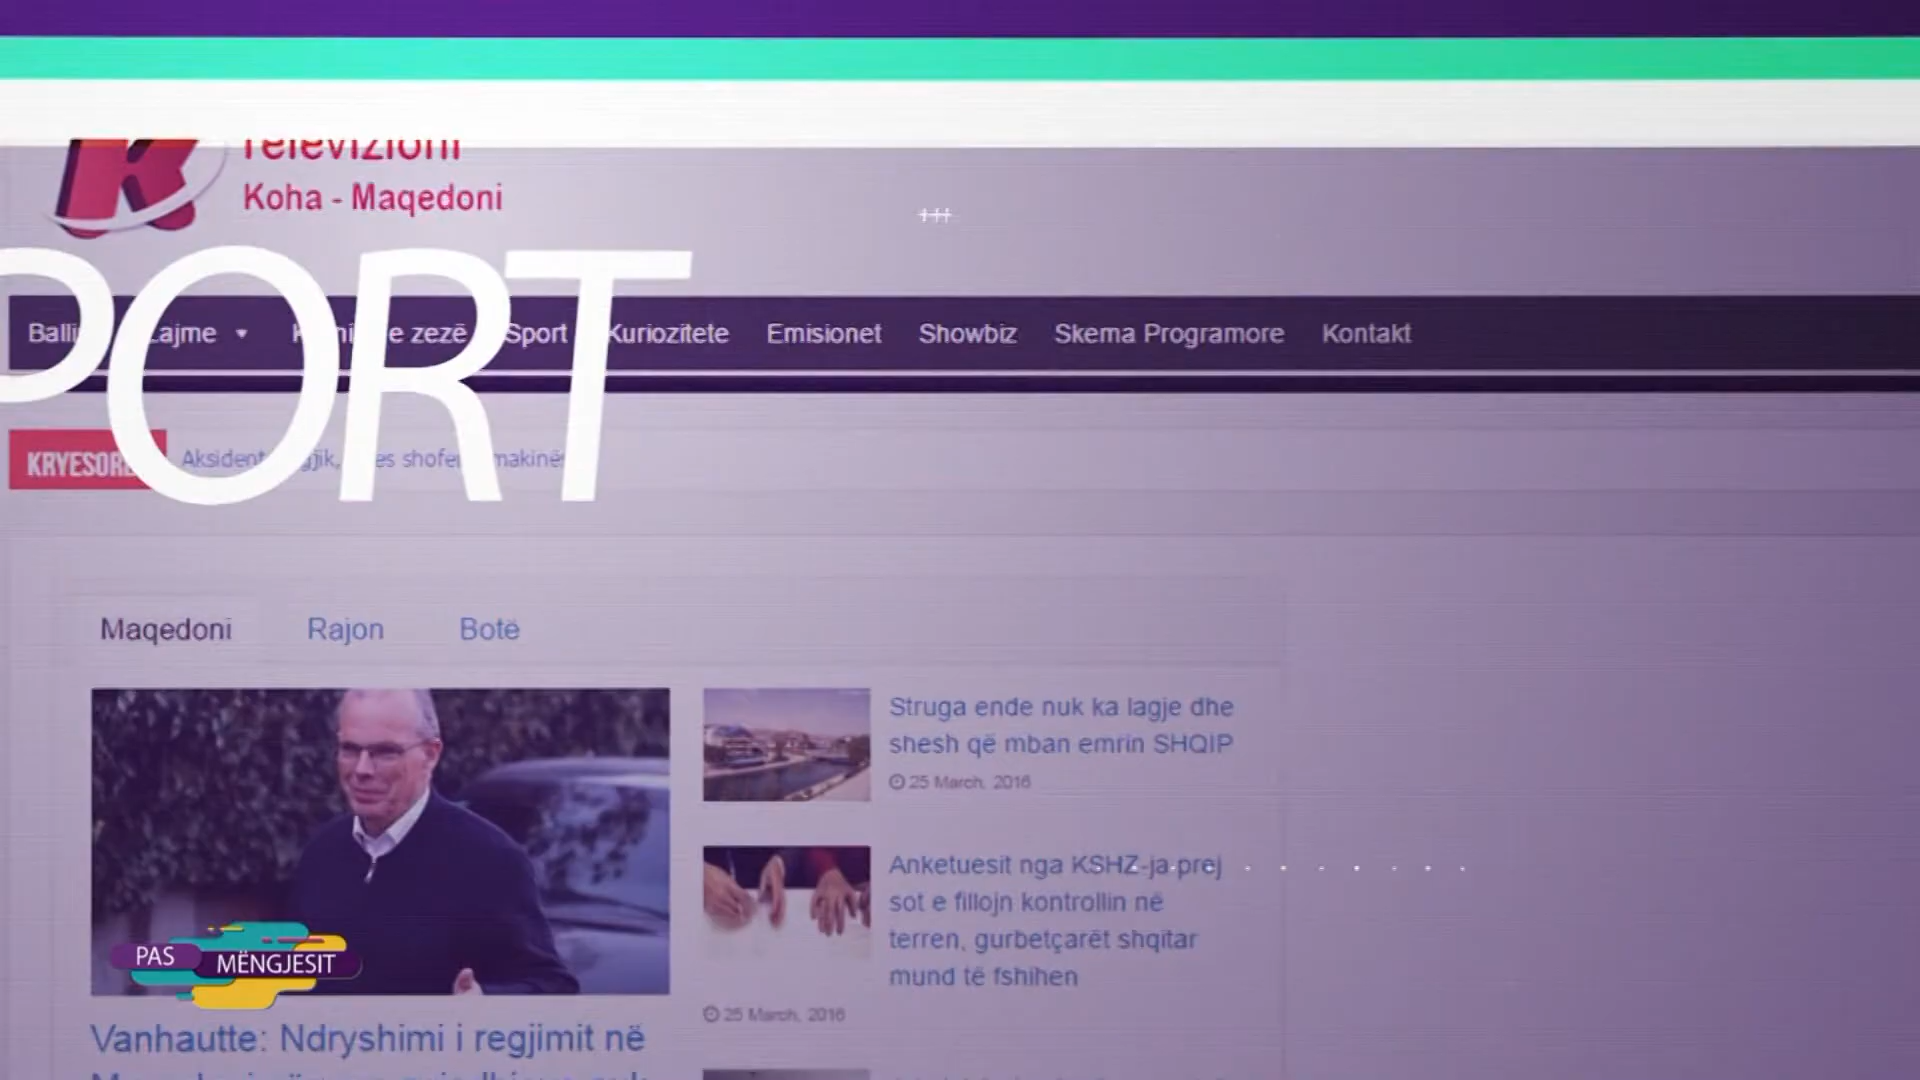 Televizioni
Koha - Maqedoni
PORT
Lajme
e zezë
Sport
Kuriozitete
Emisionet
Showbiz
Skema Programore
Kontakt
Maqedoni
Rajon
Botë
Struga ende nuk ka lagje dhe
shesh që mban emrin SHQIP
25 March, 2016
Anketuesit nga KSHZ-ja prej
sot e fillojn kontrollin në
terren, gurbetçarët shqitar
mund të fshihen
25 March, 2016
PAS
MËNGJESIT
Vanhautte: Ndryshimi i regjimit në